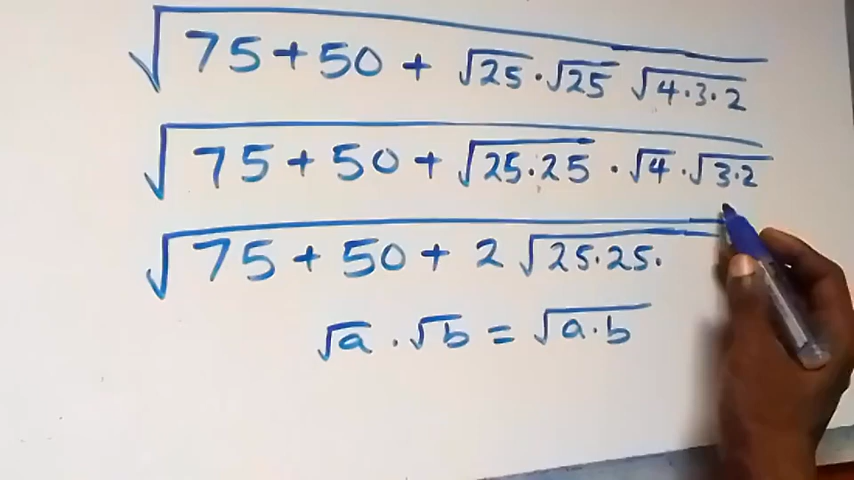 √75 + 50 + √25 · √25 √4 · 3 · 2
√75 + 50 + √25 · 25 · √4 · √3 · 2
√75 + 50 + 2 √25 · 25 ·
√a · √b = √a · b